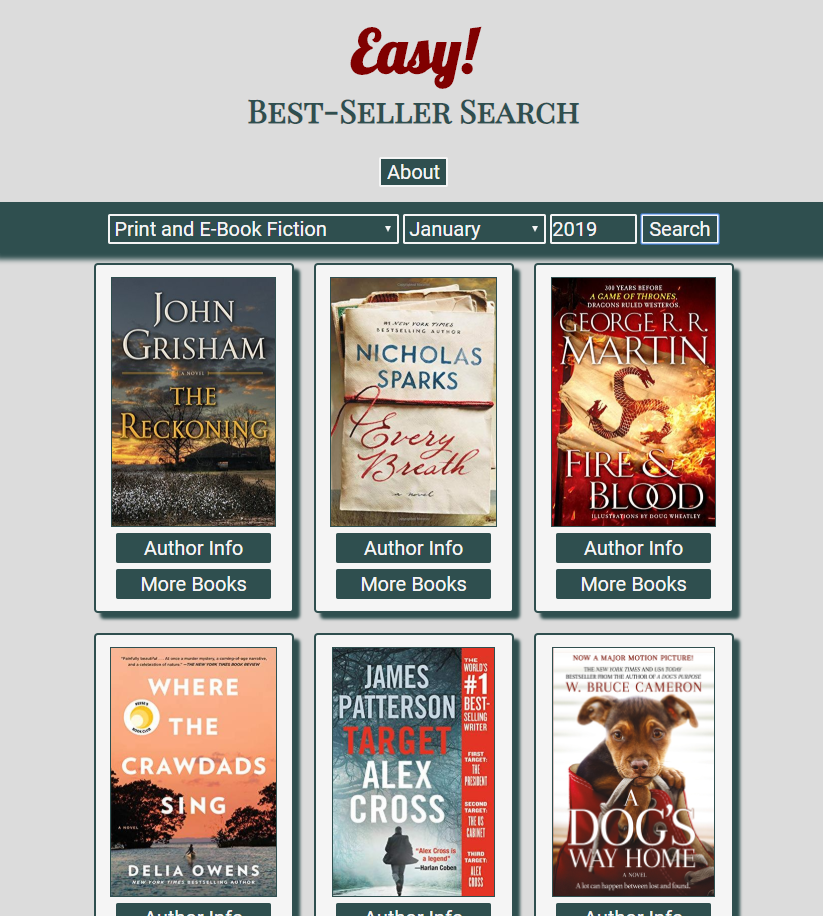 Easy!
Best-Seller Search
About
Print and E-Book Fiction
January
2019
Search
JOHN
GRISHAM
A NOVEL
THE
RECKONING
Author Info
More Books
#1 NEW YORK TIMES
BESTSELLING AUTHOR
NICHOLAS
SPARKS
Every
Breath
a novel
Author Info
More Books
300 YEARS BEFORE
A GAME OF THRONES,
DRAGONS RULED WESTEROS.
GEORGE R. R.
MARTIN
FIRE &
BLOOD
ILLUSTRATIONS BY DOUG WHEATLEY
Author Info
More Books
"Painfully beautiful . . . At once a murder mystery, a coming-of-age narrative,
and a celebration of nature." —THE NEW YORK TIMES BOOK REVIEW
WHERE
THE
CRAWDADS
SING
A NOVEL
DELIA OWENS
NEW YORK TIMES BESTSELLING AUTHOR
Author Info
JAMES
PATTERSON
TARGET
ALEX
CROSS
"Alex Cross is
a legend"
—Harlan Coben
THE
WORLD'S
#1
BEST-
SELLING
WRITER
FIRST
TARGET:
THE
PRESIDENT
SECOND
TARGET:
THE US
CABINET
THIRD
TARGET:
ALEX
CROSS
Author Info
NOW A MAJOR MOTION PICTURE!
THE NEW YORK TIMES AND USA TODAY
BESTSELLER FROM THE AUTHOR OF A DOG'S PURPOSE
W. BRUCE CAMERON
A
DOG'S
WAY HOME
A NOVEL
A lot can happen between lost and found.
Author Info